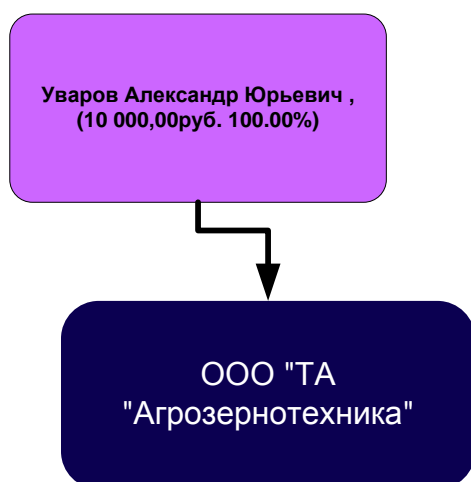 Уваров Александр Юрьевич ,
(10 000,00руб. 100.00%)
ООО "ТА
"Агрозернотехника"